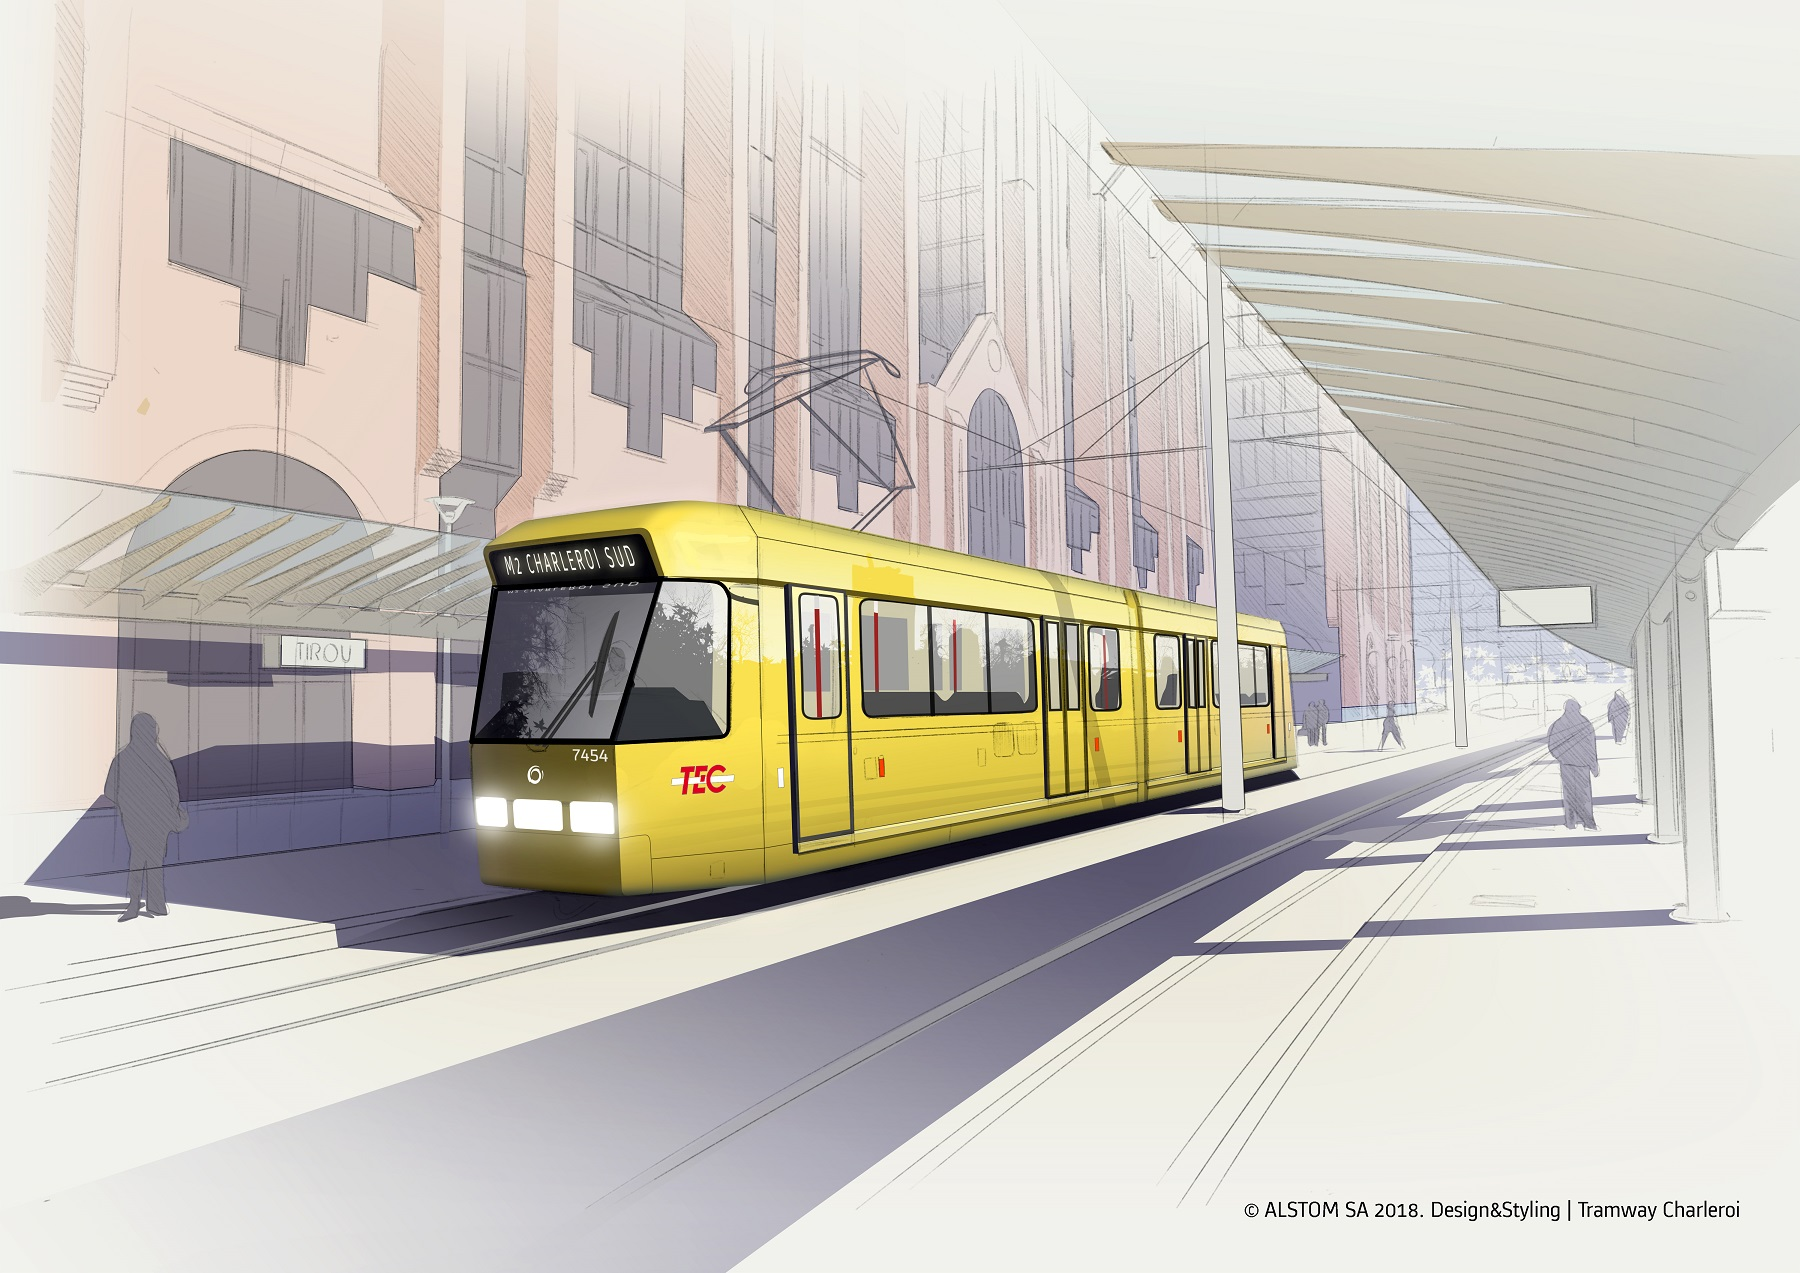 M2 CHARLEROI SUD
TIROU
7454
TEC
© ALSTOM SA 2018. Design&Styling | Tramway Charleroi